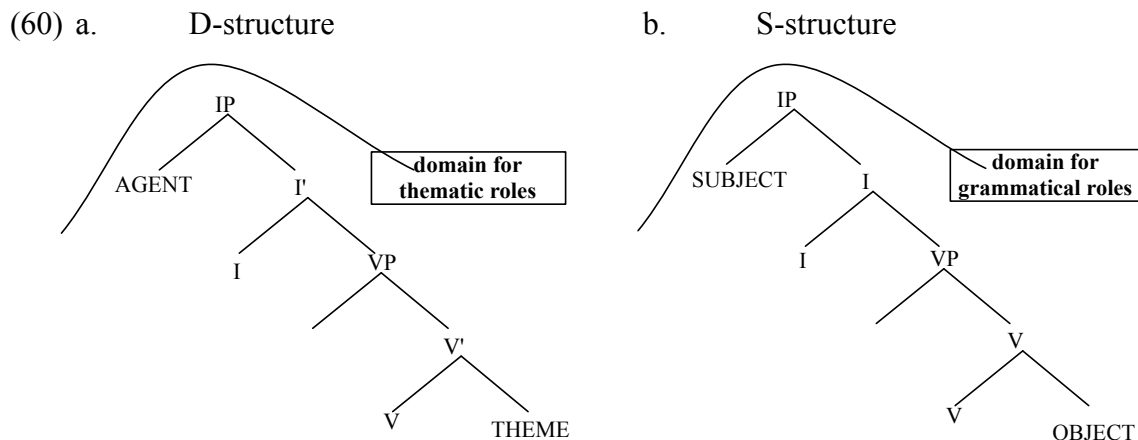 (60) a. D-structure b. S-structure
IP IP
domain for domain for
AGENT thematic roles SUBJECT grammatical roles
I' I
I VP I VP
V' V
V THEME V OBJECT